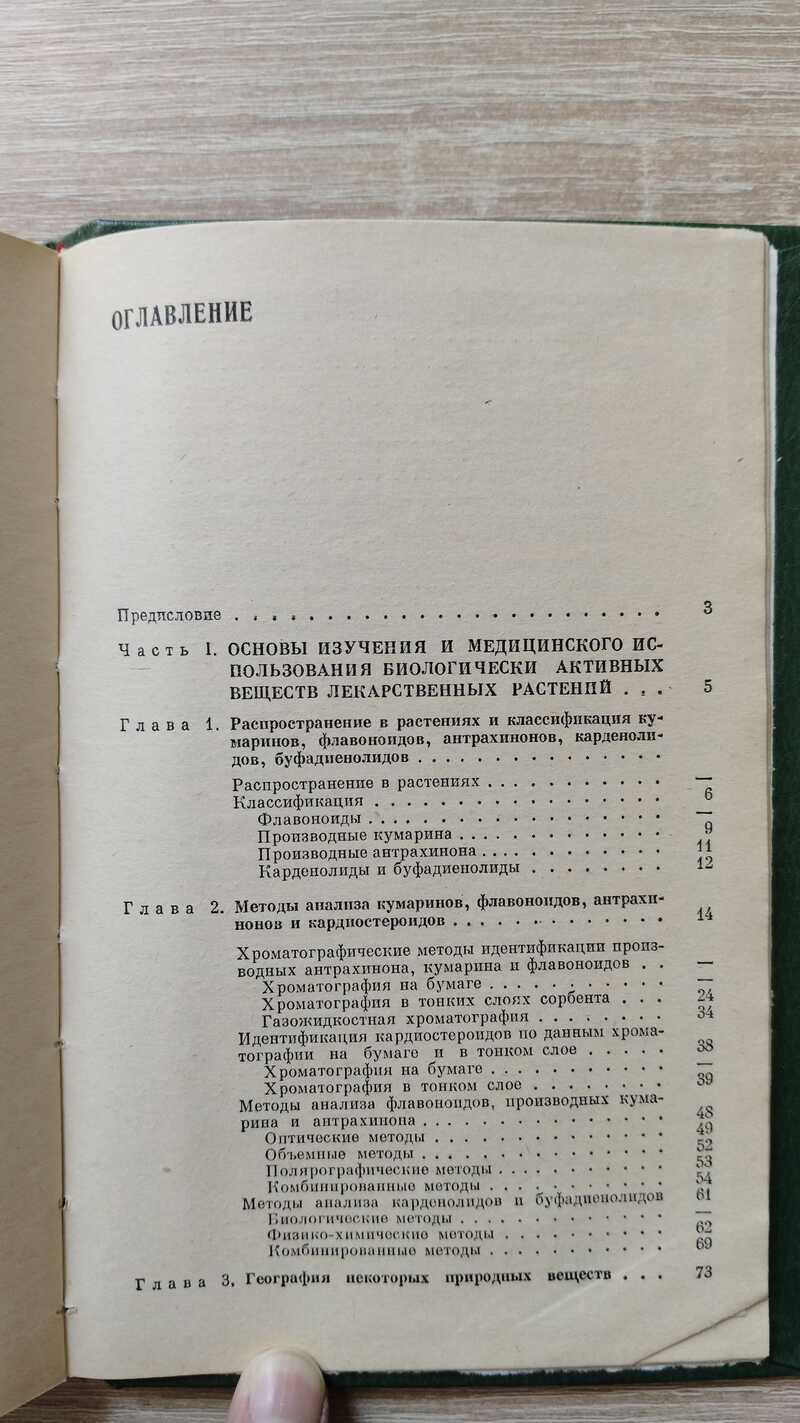 ОГЛАВЛЕНИЕ
Предисловие . . . . . . . . . . . . . . . . . . . . . . . 3
Часть I. ОСНОВЫ ИЗУЧЕНИЯ И МЕДИЦИНСКОГО ИС-
ПОЛЬЗОВАНИЯ БИОЛОГИЧЕСКИ АКТИВНЫХ
ВЕЩЕСТВ ЛЕКАРСТВЕННЫХ РАСТЕНИЙ . . . 5
Глава 1. Распространение в растениях и классификация ку-
маринов, флавоноидов, антрахинонов, карденоли-
дов, буфадиенолидов . . . . . . . . . . . . . . .
Распространение в растениях . . . . . . . . . . . —
Классификация . . . . . . . . . . . . . . . . . . 6
Флавоноиды . . . . . . . . . . . . . . . . . . —
Производные кумарина . . . . . . . . . . . . . 9
Производные антрахинона . . . . . . . . . . . . 11
Карденолиды и буфадиенолиды . . . . . . . . 12
Глава 2. Методы анализа кумаринов, флавоноидов, антрахи-
нонов и кардиостероидов . . . . . . . . . . . . . 14
Хроматографические методы идентификации произ-
водных антрахинона, кумарина и флавоноидов . . —
Хроматография на бумаге . . . . . . . . . . . —
Хроматография в тонких слоях сорбента . . . 24
Газожидкостная хроматография . . . . . . . . 34
Идентификация кардиостероидов по данным хрома-
тографии на бумаге и в тонком слое . . . . . 38
Хроматография на бумаге . . . . . . . . . . . —
Хроматография в тонком слое . . . . . . . . 39
Методы анализа флавоноидов, производных кума-
рина и антрахинона . . . . . . . . . . . . . . . 48
Оптические методы . . . . . . . . . . . . . . 49
Объемные методы . . . . . . . . . . . . . . . 52
Полярографические методы . . . . . . . . . . . 53
Комбинированные методы . . . . . . . . . . . 54
Методы анализа карденолидов и буфадиенолидов 61
Биологические методы . . . . . . . . . . . . . —
Физико-химические методы . . . . . . . . . . 62
Комбинированные методы . . . . . . . . . . . 69
Глава 3. География некоторых природных веществ . . . 73